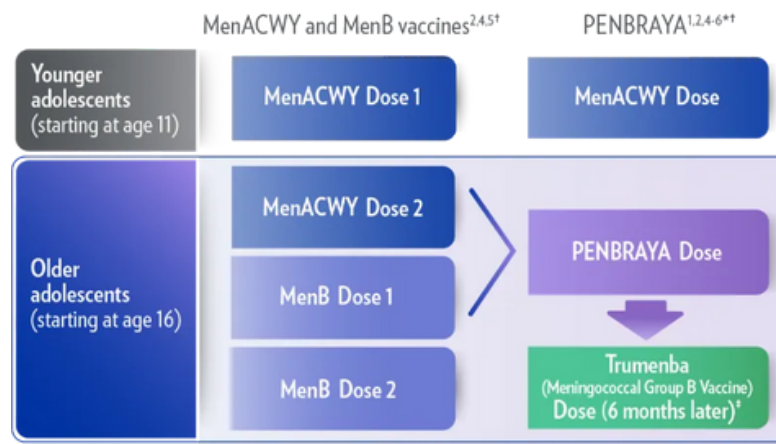 MenACWY and MenB vaccines2,4,5†
PENBRAYA1,2,4-6*†
Younger
adolescents
(starting at age 11)
MenACWY Dose 1
MenACWY Dose
Older
adolescents
(starting at age 16)
MenACWY Dose 2
MenB Dose 1
MenB Dose 2
PENBRAYA Dose
Trumenba
(Meningococcal Group B Vaccine)
Dose (6 months later)‡